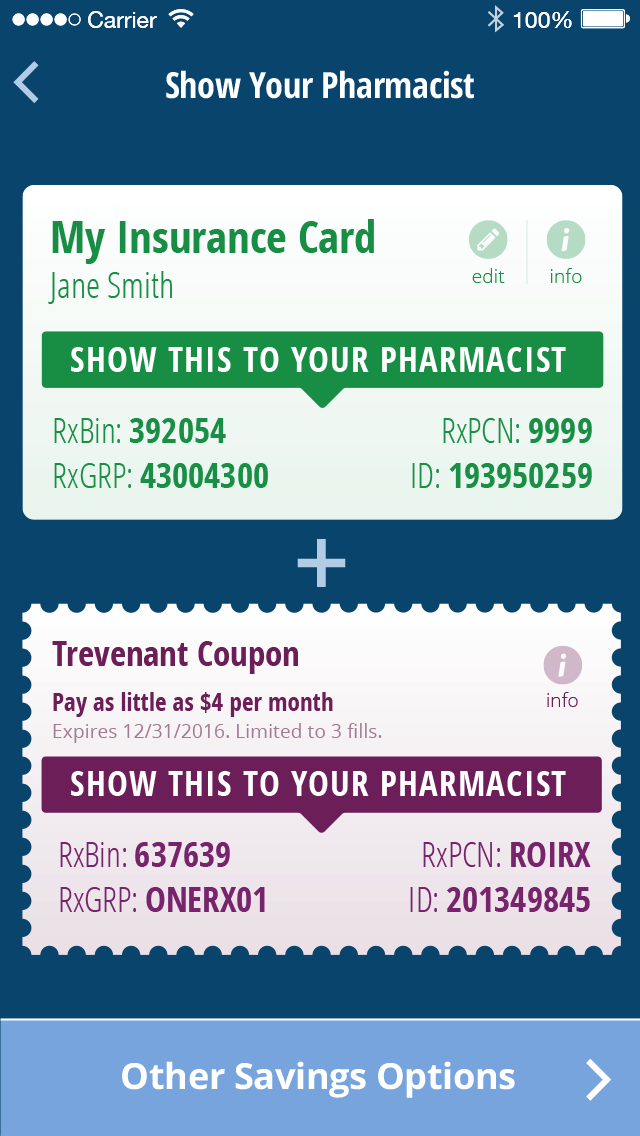 Carrier 100%
Show Your Pharmacist
My Insurance Card
Jane Smith
edit
info
SHOW THIS TO YOUR PHARMACIST
RxBin: 392054 RxPCN: 9999
RxGRP: 43004300 ID: 193950259
Trevenant Coupon
Pay as little as $4 per month
info
Expires 12/31/2016. Limited to 3 fills.
SHOW THIS TO YOUR PHARMACIST
RxBin: 637639 RxPCN: ROIRX
RxGRP: ONERX01 ID: 201349845
Other Savings Options